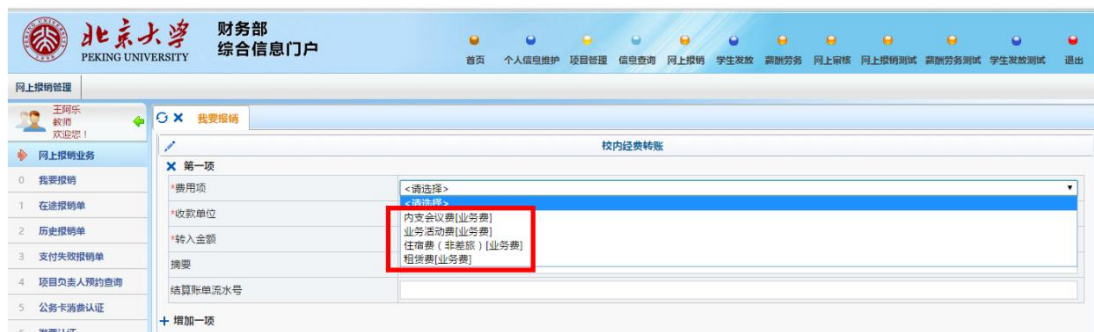 北京大学
PEKING UNIVERSITY
1898
财务部
综合信息门户
首页 个人信息维护 项目管理 信息查询 网上报销 学生发放 薪酬劳务 网上审核 网上报销测试 薪酬劳务测试 学生发放测试 退出
网上报销管理
王阿乐
教师
欢迎您！
网上报销业务
0 我要报销
1 在途报销单
2 历史报销单
3 支付失败报销单
4 项目负责人预约查询
5 公务卡消费认证
我要报销
校内经费转账
第一项
*费用项 <请选择>
<请选择>
内支会议费[业务费]
业务活动费[业务费]
住宿费（非差旅）[业务费]
租赁费[业务费]
*收款单位
*转入金额
摘要
结算账单流水号
增加一项